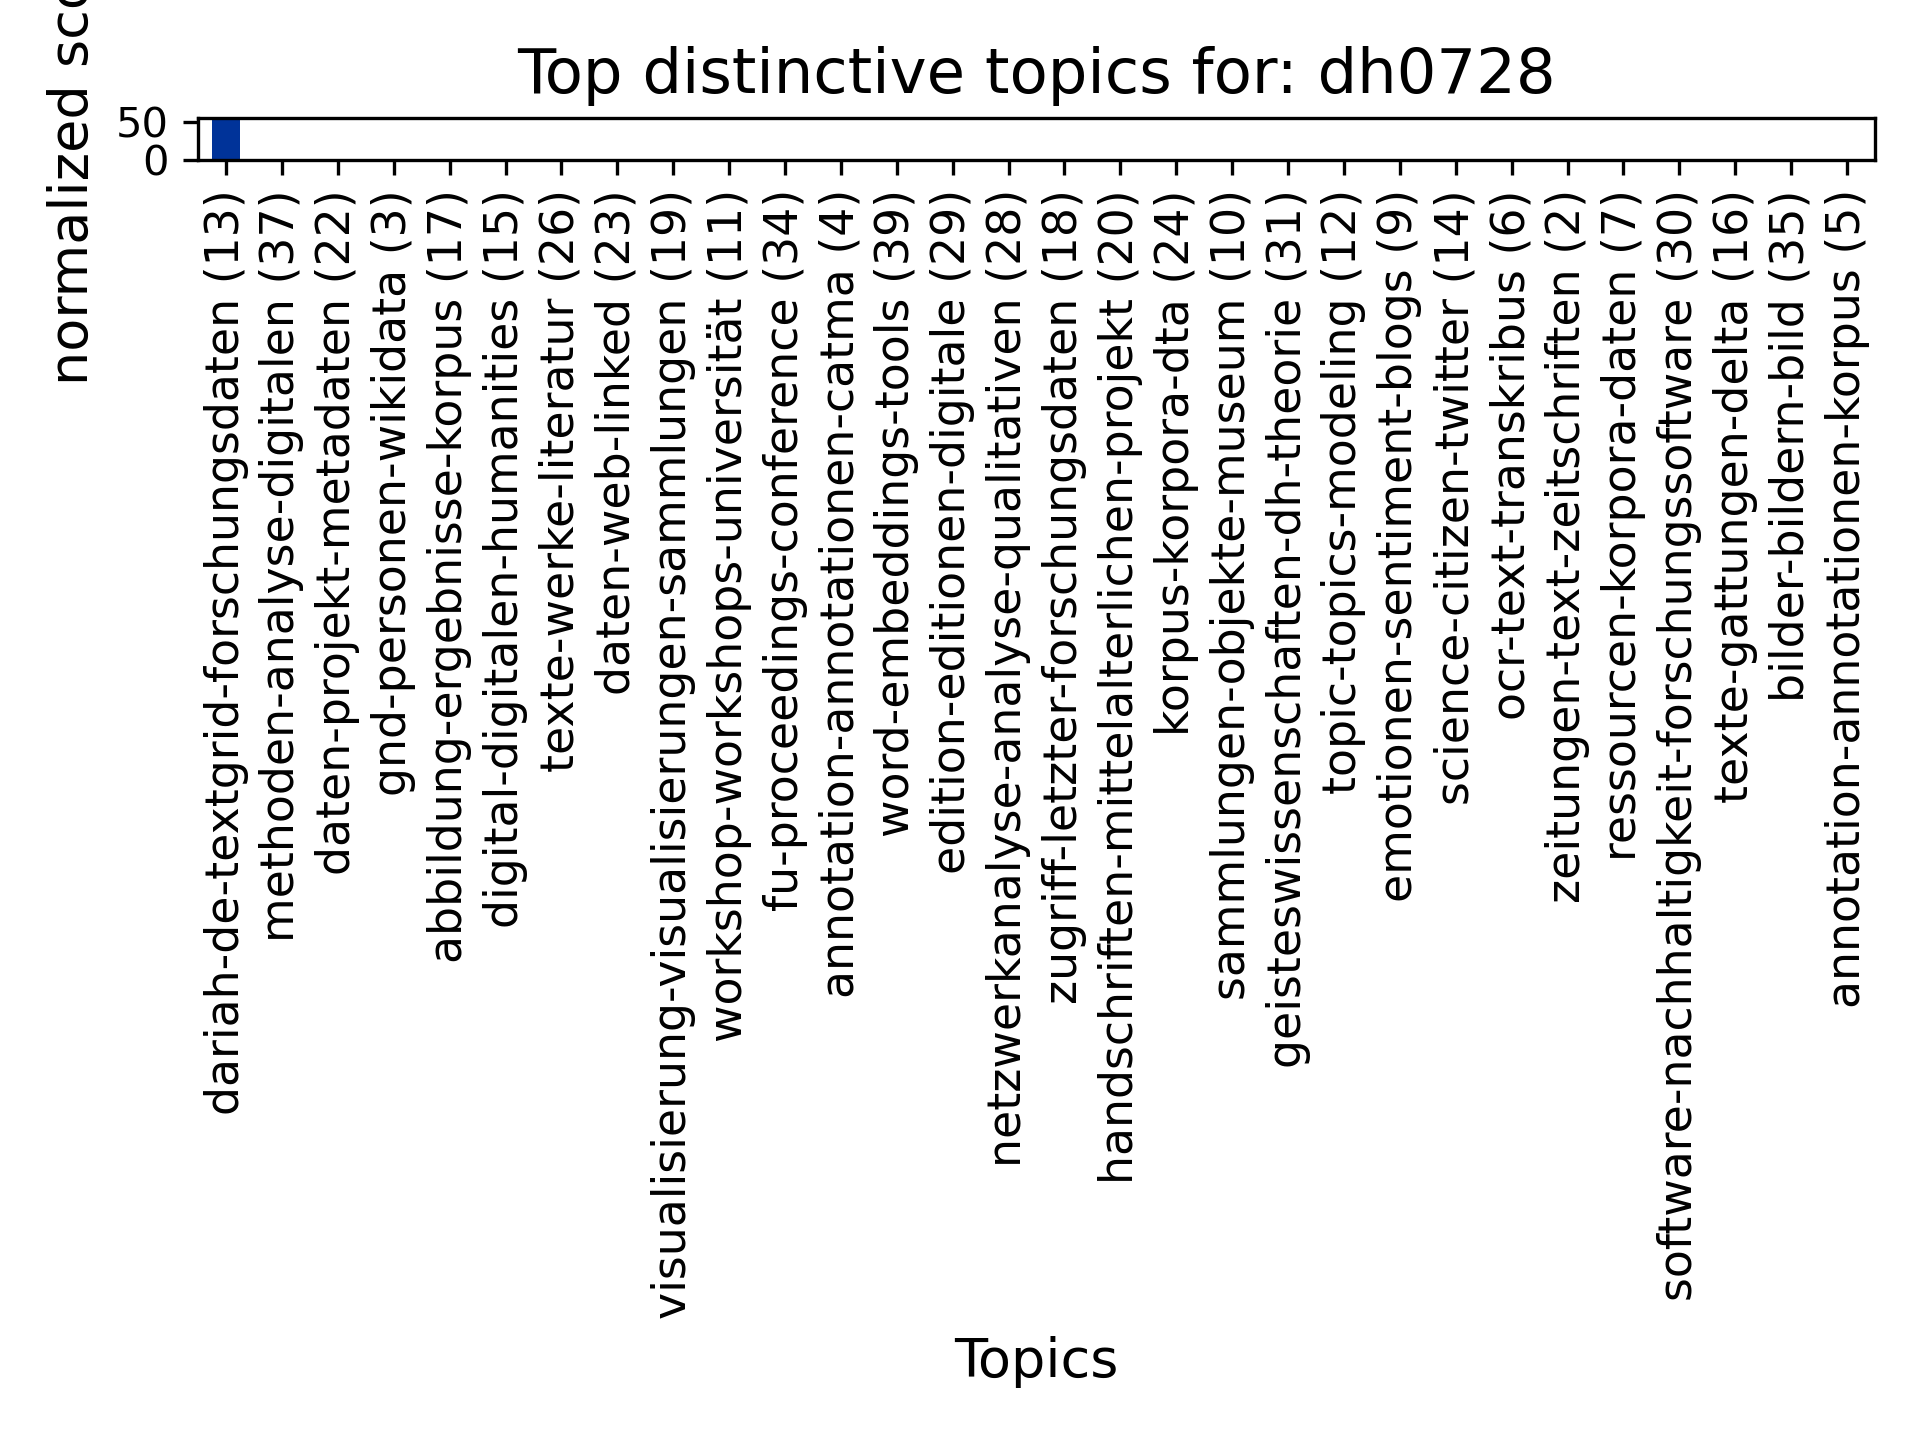 Top distinctive topics for: dh0728
normalized
50
0
dariah-de-textgrid-forschungsdaten (13)
methoden-analyse-digitalen (37)
daten-projekt-metadaten (22)
gnd-personen-wikidata (3)
abbildung-ergebnisse-korpus (17)
digital-digitalen-humanities (15)
texte-werke-literatur (26)
daten-web-linked (23)
visualisierung-visualisierungen-sammlungen (19)
workshop-workshops-universität (11)
fu-proceedings-conference (34)
annotation-annotationen-catma (4)
word-embeddings-tools (39)
edition-editionen-digitale (29)
netzwerkanalyse-analyse-qualitativen (28)
zugriff-letzter-forschungsdaten (18)
handschriften-mittelalterlichen-projekt (20)
korpus-korpora-dta (24)
sammlungen-objekte-museum (10)
geisteswissenschaften-dh-theorie (31)
topic-topics-modeling (12)
emotionen-sentiment-blogs (9)
science-citizen-twitter (14)
ocr-text-transkribus (6)
zeitungen-text-zeitschriften (2)
ressourcen-korpora-daten (7)
software-nachhaltigkeit-forschungssoftware (30)
texte-gattungen-delta (16)
bilder-bildern-bild (35)
annotation-annotationen-korpus (5)
Topics